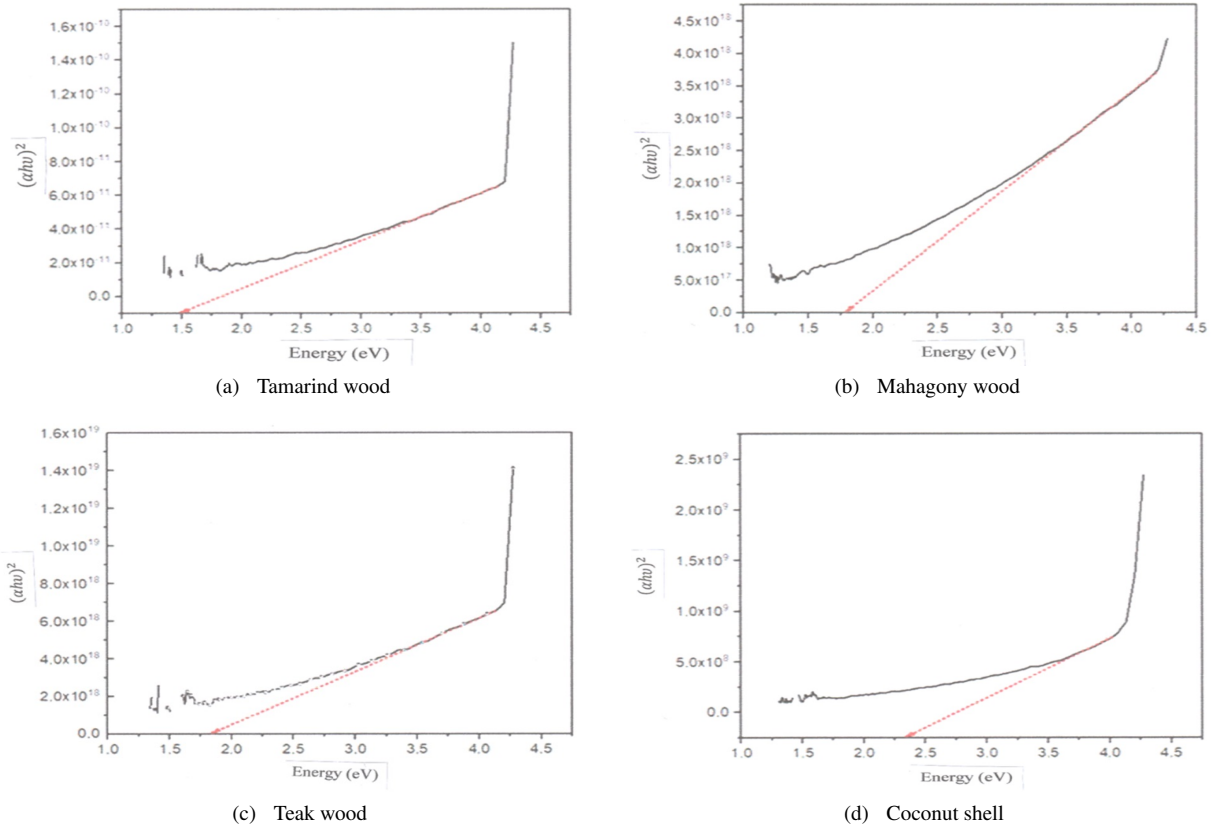 1.6x10⁻¹⁰
1.4x10⁻¹⁰
1.2x10⁻¹⁰
1.0x10⁻¹⁰
8.0x10⁻¹¹
6.0x10⁻¹¹
4.0x10⁻¹¹
2.0x10⁻¹¹
0.0
(αhυ)²
1.0 1.5 2.0 2.5 3.0 3.5 4.0 4.5
Energy (eV)
(a) Tamarind wood
4.5x10¹⁸
4.0x10¹⁸
3.5x10¹⁸
3.0x10¹⁸
2.5x10¹⁸
2.0x10¹⁸
1.5x10¹⁸
1.0x10¹⁸
5.0x10¹⁷
0.0
(αhυ)²
1.0 1.5 2.0 2.5 3.0 3.5 4.0 4.5
Energy (eV)
(b) Mahagony wood
1.6x10¹⁹
1.4x10¹⁹
1.2x10¹⁹
1.0x10¹⁹
8.0x10¹⁸
6.0x10¹⁸
4.0x10¹⁸
2.0x10¹⁸
0.0
(αhυ)²
1.0 1.5 2.0 2.5 3.0 3.5 4.0 4.5
Energy (eV)
(c) Teak wood
2.5x10⁹
2.0x10⁹
1.5x10⁹
1.0x10⁹
5.0x10⁸
0.0
(αhυ)²
1.0 1.5 2.0 2.5 3.0 3.5 4.0 4.5
Energy (eV)
(d) Coconut shell